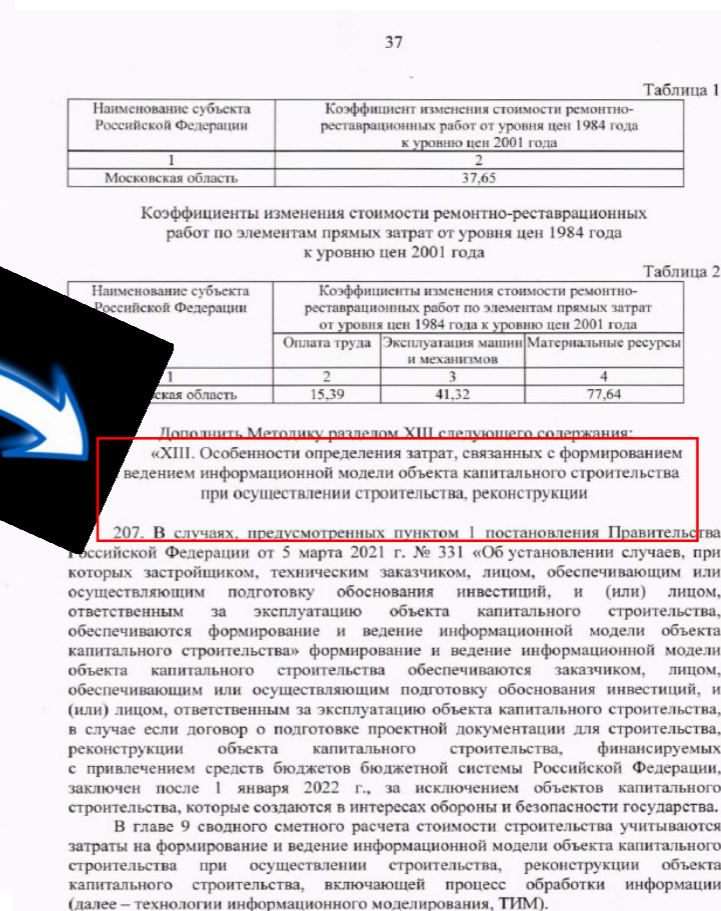 37
Таблица 1
Наименование субъекта
Российской Федерации
Коэффициент изменения стоимости ремонтно-
реставрационных работ от уровня цен 1984 года
к уровню цен 2001 года
1 2
Московская область 37,65
Коэффициенты изменения стоимости ремонтно-реставрационных
работ по элементам прямых затрат от уровня цен 1984 года
к уровню цен 2001 года
Таблица 2
Наименование субъекта
Российской Федерации
Коэффициенты изменения стоимости ремонтно-
реставрационных работ по элементам прямых затрат
от уровня цен 1984 года к уровню цен 2001 года
Оплата труда Эксплуатация машин Материальные ресурсы
и механизмов
1 2 3 4
область 15,39 41,32 77,64
Дополнить Методику разделом XIII следующего содержания:
«XIII. Особенности определения затрат, связанных с формированием
ведением информационной модели объекта капитального строительства
при осуществлении строительства, реконструкции
207. В случаях, предусмотренных пунктом 1 постановления Правительства
Российской Федерации от 5 марта 2021 г. № 331 «Об установлении случаев, при
которых застройщиком, техническим заказчиком, лицом, обеспечивающим или
осуществляющим подготовку обоснования инвестиций, и (или) лицом,
ответственным за эксплуатацию объекта капитального строительства,
обеспечиваются формирование и ведение информационной модели объекта
капитального строительства» формирование и ведение информационной модели
объекта капитального строительства обеспечиваются заказчиком, лицом,
обеспечивающим или осуществляющим подготовку обоснования инвестиций, и
(или) лицом, ответственным за эксплуатацию объекта капитального строительства,
в случае если договор о подготовке проектной документации для строительства,
реконструкции объекта капитального строительства, финансируемых
с привлечением средств бюджетов бюджетной системы Российской Федерации,
заключен после 1 января 2022 г., за исключением объектов капитального
строительства, которые создаются в интересах обороны и безопасности государства.
В главе 9 сводного сметного расчета стоимости строительства учитываются
затраты на формирование и ведение информационной модели объекта капитального
строительства при осуществлении строительства, реконструкции объекта
капитального строительства, включающей процесс обработки информации
(далее – технологии информационного моделирования, ТИМ).